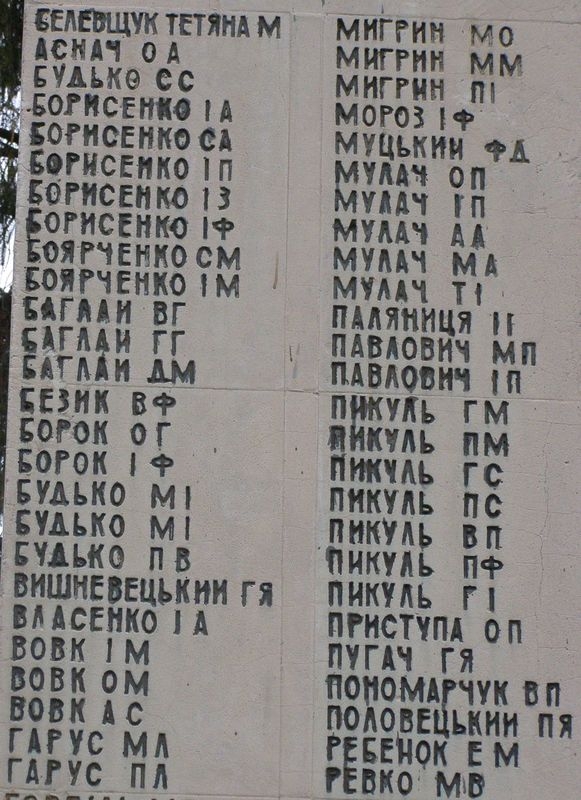 БЕЛЕВЩУК ТЕТЯНА М
АСНАЧ О А
БУДЬКО С С
БОРИСЕНКО І А
БОРИСЕНКО С А
БОРИСЕНКО І П
БОРИСЕНКО І З
БОРИСЕНКО І Ф
БОЯРЧЕНКО С М
БОЯРЧЕНКО І М
БАГЛАИ В Г
БАГЛАИ Г Г
БАГЛАИ Д М
БЕЗИК В Ф
БОРОК О Г
БОРОК І Ф
БУДЬКО М І
БУДЬКО М І
БУДЬКО П В
ВИШНЕВЕЦЬКИИ Г Я
ВЛАСЕНКО І А
ВОВК І М
ВОВК О М
ВОВК А С
ГАРУС М Л
ГАРУС П Л
МИГРИН М О
МИГРИН М М
МИГРИН П І
МОРОЗ І Ф
МУЦЬКИИ Ф Д
МУЛАЧ О П
МУЛАЧ І П
МУЛАЧ А А
МУЛАЧ М А
МУЛАЧ Т І
ПАЛЯНИЦЯ І Г
ПАВЛОВИЧ М П
ПАВЛОВИЧ І П
ПИКУЛЬ Г М
ПИКУЛЬ П М
ПИКУЛЬ Г С
ПИКУЛЬ П С
ПИКУЛЬ В П
ПИКУЛЬ П Ф
ПИКУЛЬ Г І
ПРИСТУПА О П
ПУГАЧ Г Я
ПОНОМАРЧУК В П
ПОЛОВЕЦЬКИИ П Я
РЕБЕНОК Е М
РЕВКО М В